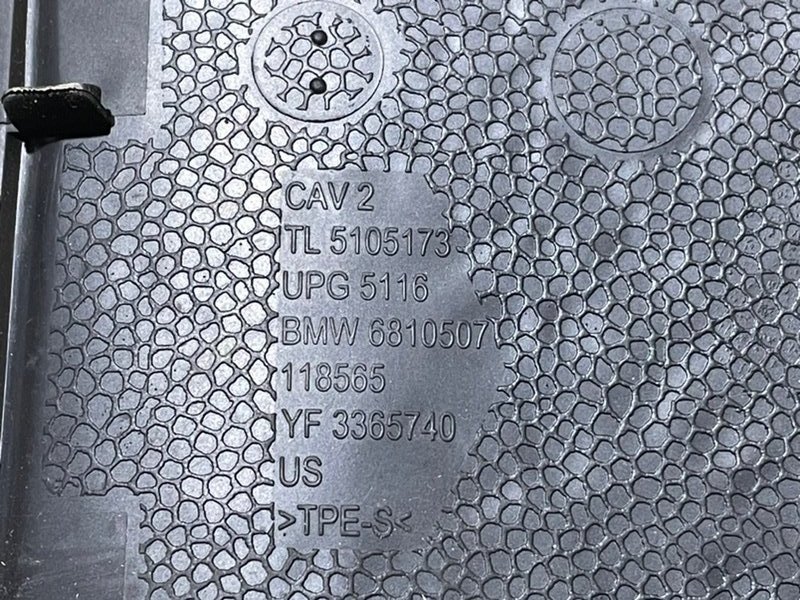 CAV 2
TL 5105173
UPG 5116
BMW 6810507
118565
YF 3365740
US
>TPE-S<